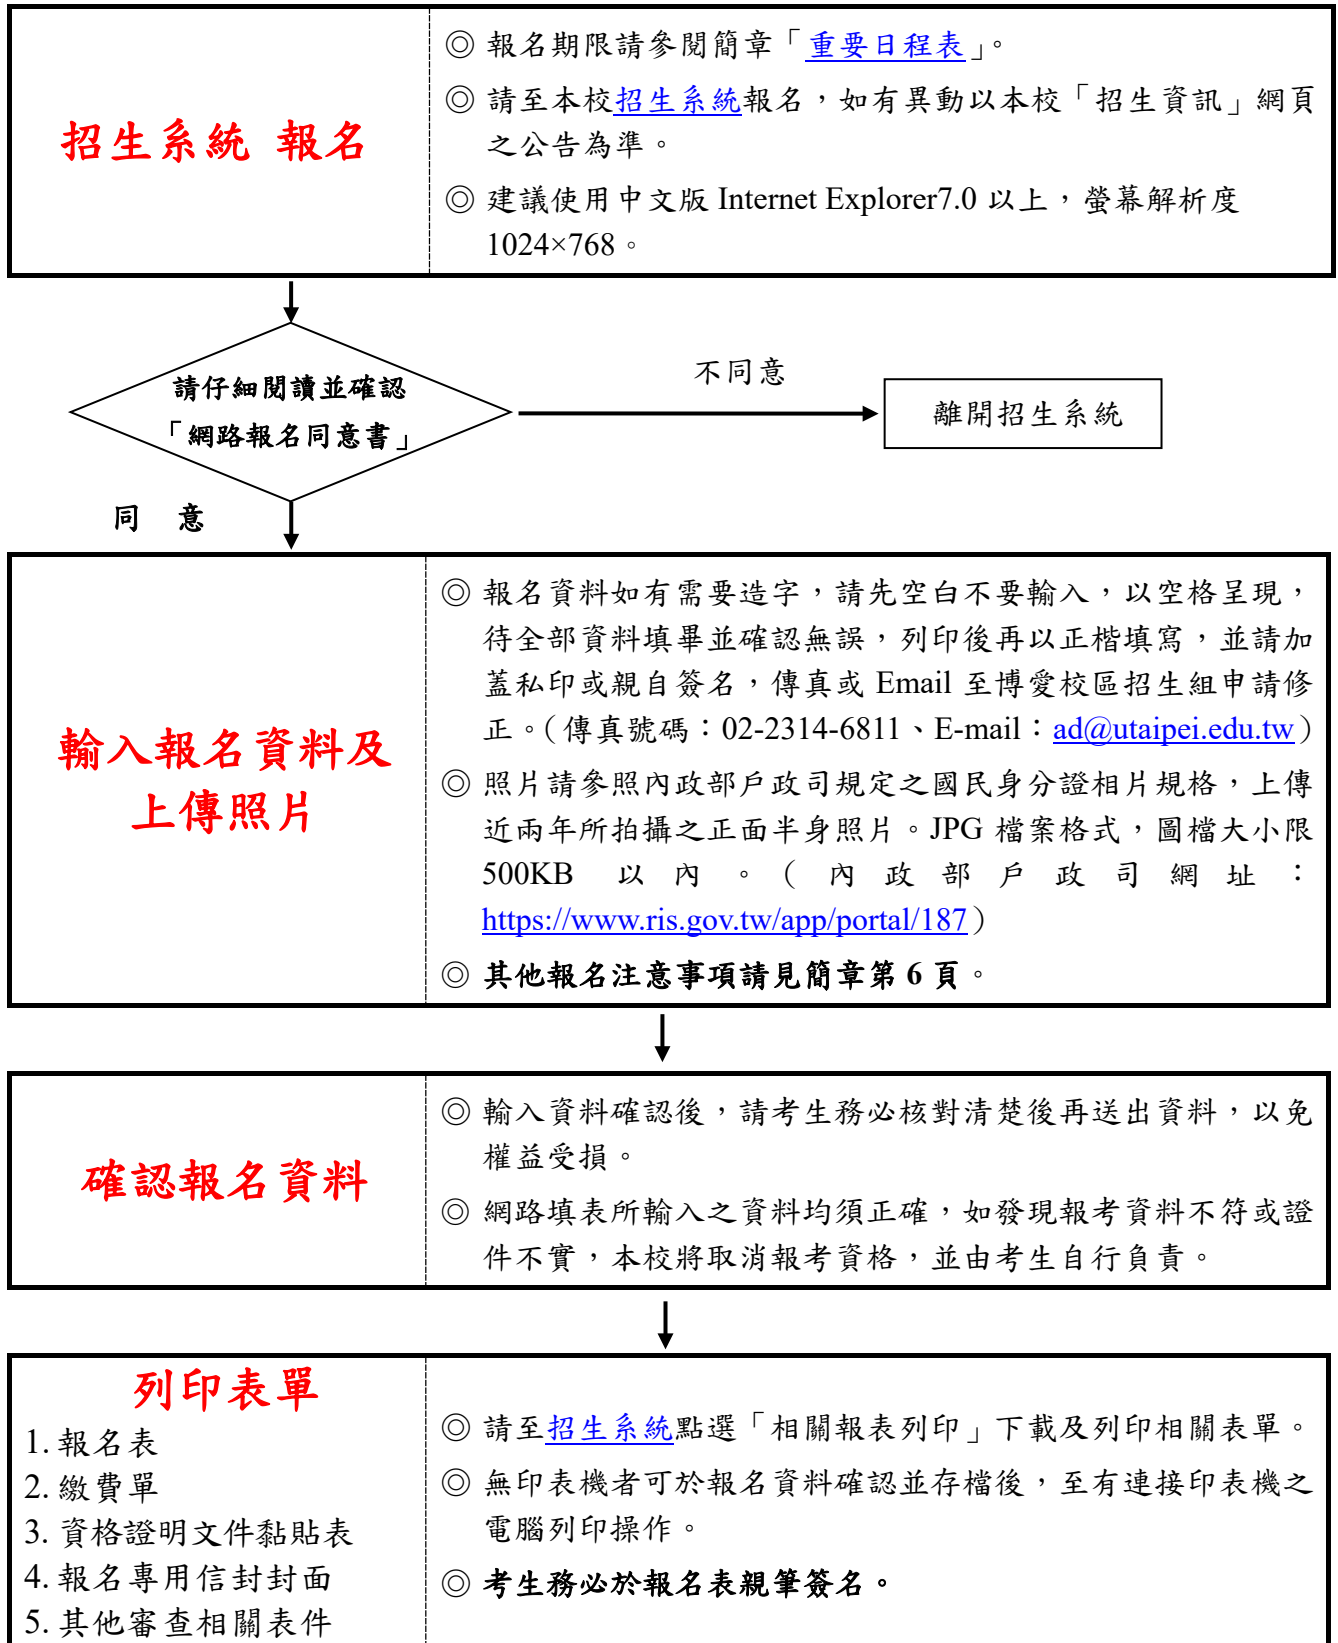 招生系統 報名
◎ 報名期限請參閱簡章「重要日程表」。
◎ 請至本校招生系統報名，如有異動以本校「招生資訊」網頁
之公告為準。
◎ 建議使用中文版 Internet Explorer7.0 以上，螢幕解析度
1024×768。
請仔細閱讀並確認
「網路報名同意書」
不同意
離開招生系統
同 意
輸入報名資料及
上傳照片
◎ 報名資料如有需要造字，請先空白不要輸入，以空格呈現，
待全部資料填畢並確認無誤，列印後再以正楷填寫，並請加
蓋私印或親自簽名，傳真或 Email 至博愛校區招生組申請修
正。（傳真號碼：02-2314-6811、E-mail：ad@utaipei.edu.tw）
◎ 照片請參照內政部戶政司規定之國民身分證相片規格，上傳
近兩年所拍攝之正面半身照片。JPG 檔案格式，圖檔大小限
500KB 以內。（內政部戶政司網址：
https://www.ris.gov.tw/app/portal/187）
◎ 其他報名注意事項請見簡章第 6 頁。
確認報名資料
◎ 輸入資料確認後，請考生務必核對清楚後再送出資料，以免
權益受損。
◎ 網路填表所輸入之資料均須正確，如發現報考資料不符或證
件不實，本校將取消報考資格，並由考生自行負責。
列印表單
1. 報名表
2. 繳費單
3. 資格證明文件黏貼表
4. 報名專用信封封面
5. 其他審查相關表件
◎ 請至招生系統點選「相關報表列印」下載及列印相關表單。
◎ 無印表機者可於報名資料確認並存檔後，至有連接印表機之
電腦列印操作。
◎ 考生務必於報名表親筆簽名。